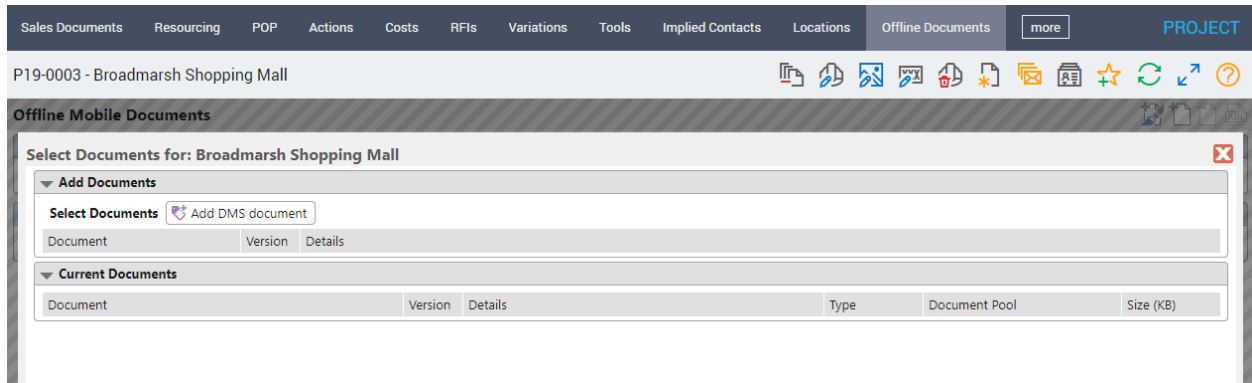 Sales Documents Resourcing POP Actions Costs RFIs Variations Tools Implied Contacts Locations Offline Documents more PROJECT
P19-0003 - Broadmarsh Shopping Mall
Offline Mobile Documents
Select Documents for: Broadmarsh Shopping Mall
Add Documents
Select Documents Add DMS document
Document Version Details
Current Documents
Document Version Details Type Document Pool Size (KB)